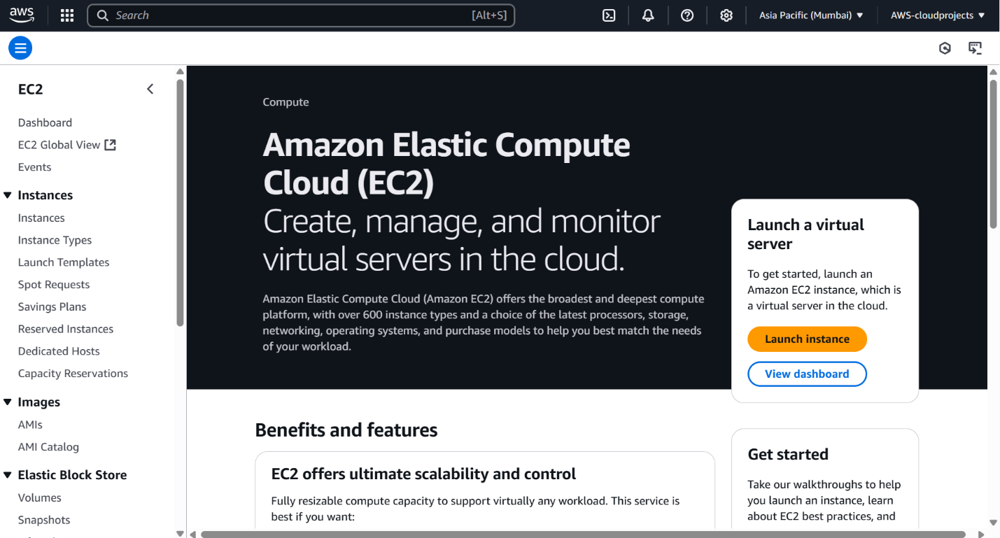 aws
Search
[Alt+S]
Asia Pacific (Mumbai)
AWS-cloudprojects
EC2
Dashboard
EC2 Global View
Events
Instances
Instances
Instance Types
Launch Templates
Spot Requests
Savings Plans
Reserved Instances
Dedicated Hosts
Capacity Reservations
Images
AMIs
AMI Catalog
Elastic Block Store
Volumes
Snapshots
Compute
Amazon Elastic Compute
Cloud (EC2)
Create, manage, and monitor
virtual servers in the cloud.
Amazon Elastic Compute Cloud (Amazon EC2) offers the broadest and deepest compute
platform, with over 600 instance types and a choice of the latest processors, storage,
networking, operating systems, and purchase models to help you best match the needs
of your workload.
Launch a virtual
server
To get started, launch an
Amazon EC2 instance, which is
a virtual server in the cloud.
Launch instance
View dashboard
Benefits and features
EC2 offers ultimate scalability and control
Fully resizable compute capacity to support virtually any workload. This service is
best if you want:
Get started
Take our walkthroughs to help
you launch an instance, learn
about EC2 best practices, and